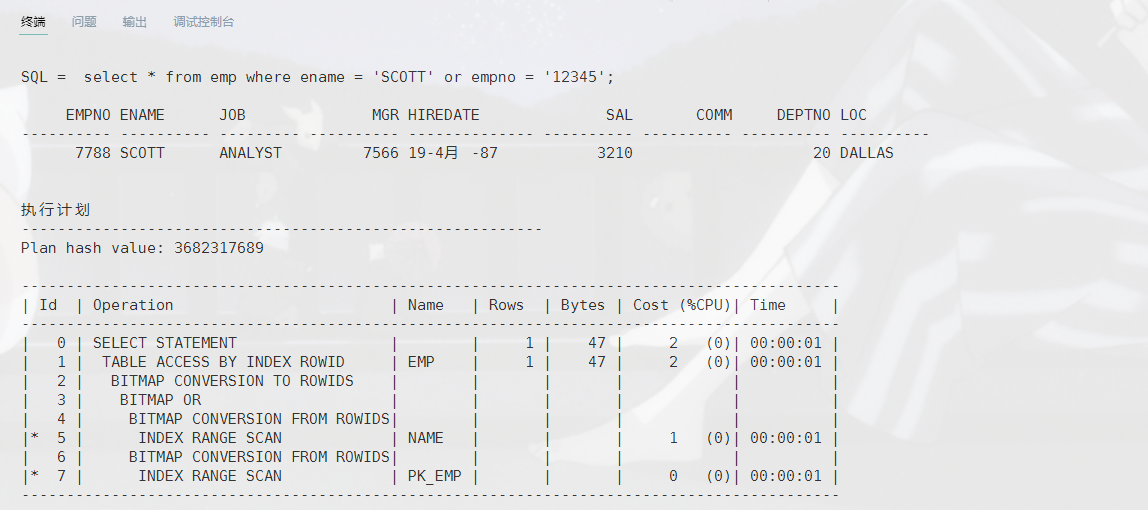 终端 问题 输出 调试控制台
SQL =  select * from emp where ename = 'SCOTT' or empno = '12345';
     EMPNO ENAME      JOB              MGR HIREDATE              SAL       COMM     DEPTNO LOC
---------- ---------- --------- ---------- -------------- ---------- ---------- ---------- ----------
      7788 SCOTT      ANALYST         7566 19-4月 -87           3210                    20 DALLAS
执行计划
----------------------------------------------------------
Plan hash value: 3682317689
-------------------------------------------------------------------------------------------
| Id  | Operation                        | Name   | Rows  | Bytes | Cost (%CPU)| Time     |
-------------------------------------------------------------------------------------------
|   0 | SELECT STATEMENT                 |        |     1 |    47 |     2   (0)| 00:00:01 |
|   1 |  TABLE ACCESS BY INDEX ROWID     | EMP    |     1 |    47 |     2   (0)| 00:00:01 |
|   2 |   BITMAP CONVERSION TO ROWIDS    |        |       |       |            |          |
|   3 |    BITMAP OR                     |        |       |       |            |          |
|   4 |     BITMAP CONVERSION FROM ROWIDS|        |       |       |            |          |
|*  5 |      INDEX RANGE SCAN            | NAME   |       |       |     1   (0)| 00:00:01 |
|   6 |     BITMAP CONVERSION FROM ROWIDS|        |       |       |            |          |
|*  7 |      INDEX RANGE SCAN            | PK_EMP |       |       |     0   (0)| 00:00:01 |
-------------------------------------------------------------------------------------------